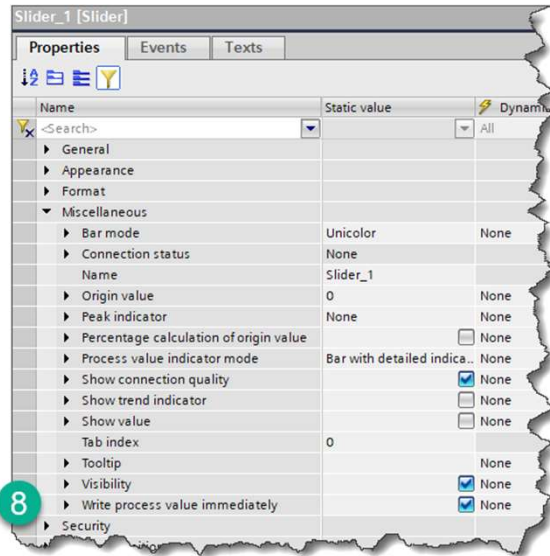 Slider_1 [Slider]
Properties Events Texts
Name Static value
<Search> All
General
Appearance
Format
Miscellaneous
Bar mode Unicolor None
Connection status None
Name Slider_1
Origin value 0 None
Peak indicator None None
Percentage calculation of origin value None
Process value indicator mode Bar with detailed indica.. None
Show connection quality None
Show trend indicator None
Show value None
Tab index 0
Tooltip None
Visibility None
8 Write process value immediately None
Security